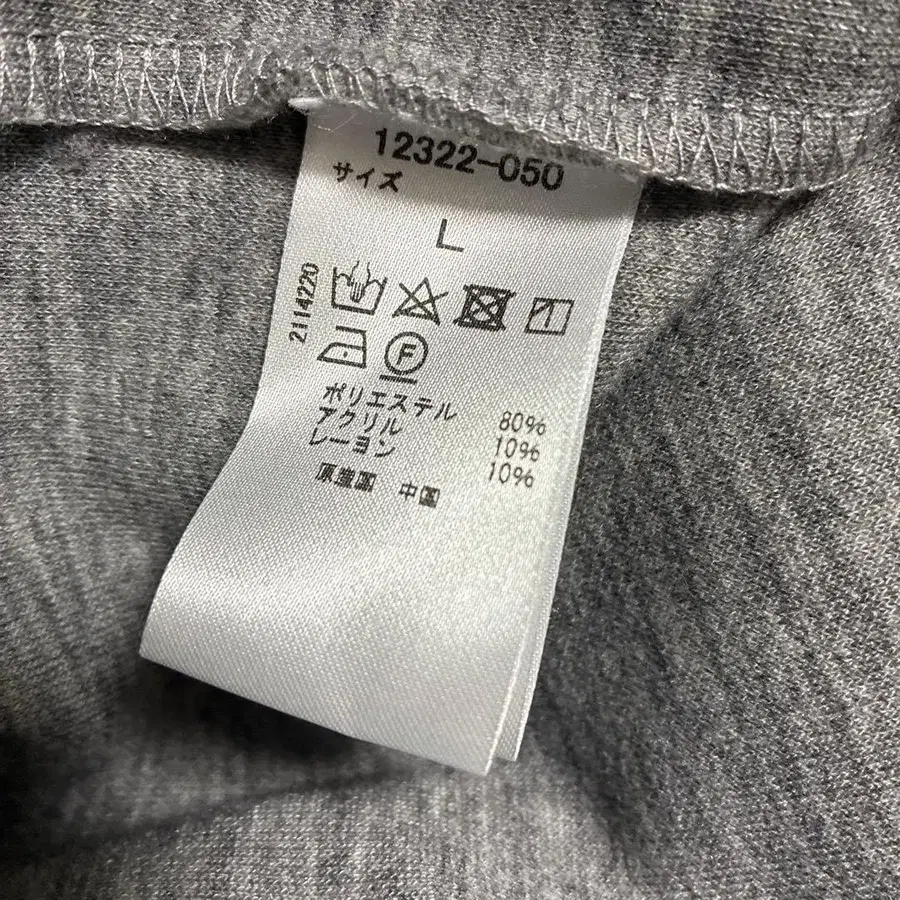 12322-050
サイズ
L
2114220
F
ポリエステル 80%
アクリル 10%
レーヨン 10%
原産国 中国